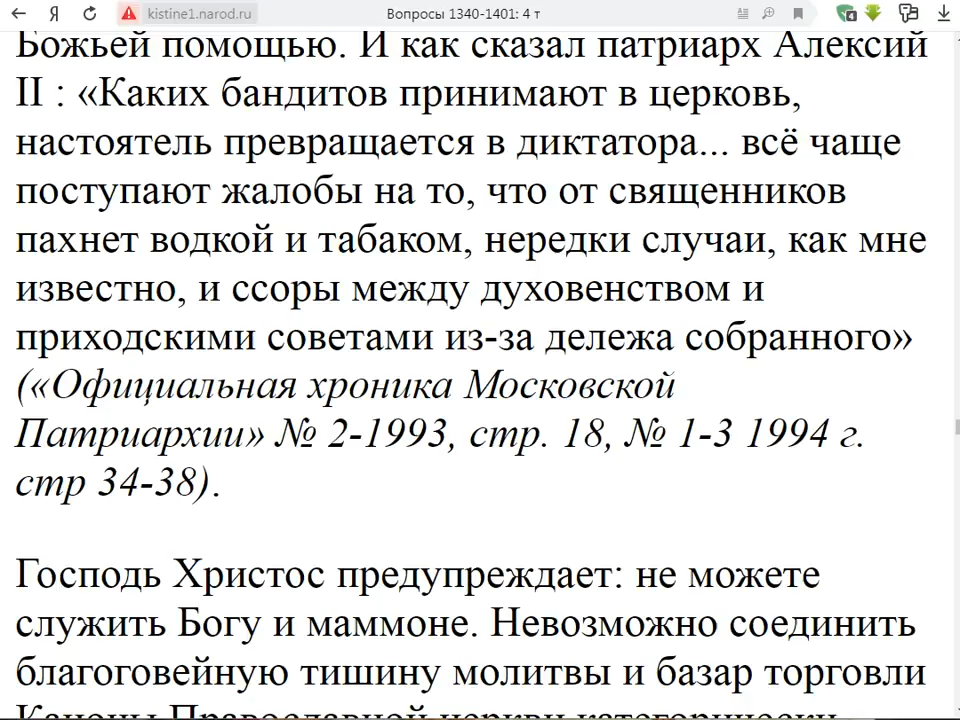 kistine1.narod.ru
Вопросы 1340-1401: 4 т
Божьей помощью. И как сказал патриарх Алексий
II : «Каких бандитов принимают в церковь,
настоятель превращается в диктатора... всё чаще
поступают жалобы на то, что от священников
пахнет водкой и табаком, нередки случаи, как мне
известно, и ссоры между духовенством и
приходскими советами из-за дележа собранного»
(«Официальная хроника Московской
Патриархии» № 2-1993, стр. 18, № 1-3 1994 г.
стр 34-38).
Господь Христос предупреждает: не можете
служить Богу и маммоне. Невозможно соединить
благоговейную тишину молитвы и базар торговли
Каноны Православной церкви категорически